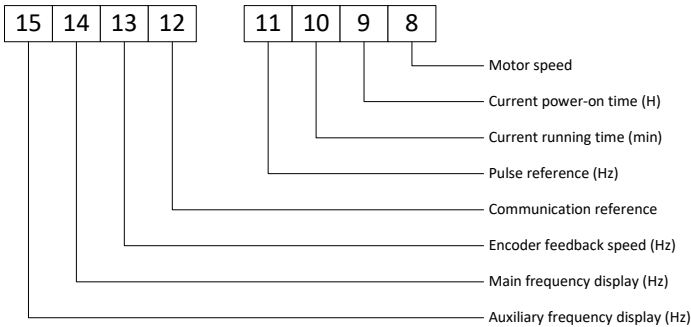 15 14 13 12 11 10 9 8
Motor speed
Current power-on time (H)
Current running time (min)
Pulse reference (Hz)
Communication reference
Encoder feedback speed (Hz)
Main frequency display (Hz)
Auxiliary frequency display (Hz)